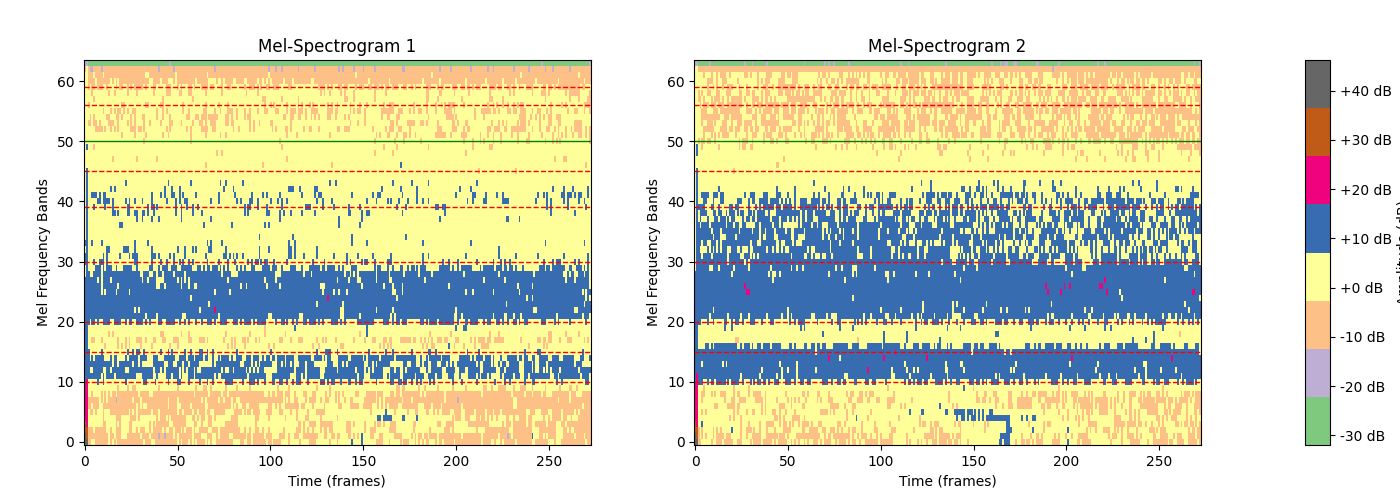 Mel-Spectrogram 1
Mel Frequency Bands
60
50
40
30
20
10
0
0 50 100 150 200 250
Time (frames)
Mel-Spectrogram 2
Mel Frequency Bands
60
50
40
30
20
10
0
0 50 100 150 200 250
Time (frames)
+40 dB
+30 dB
+20 dB
+10 dB
+0 dB
-10 dB
-20 dB
-30 dB